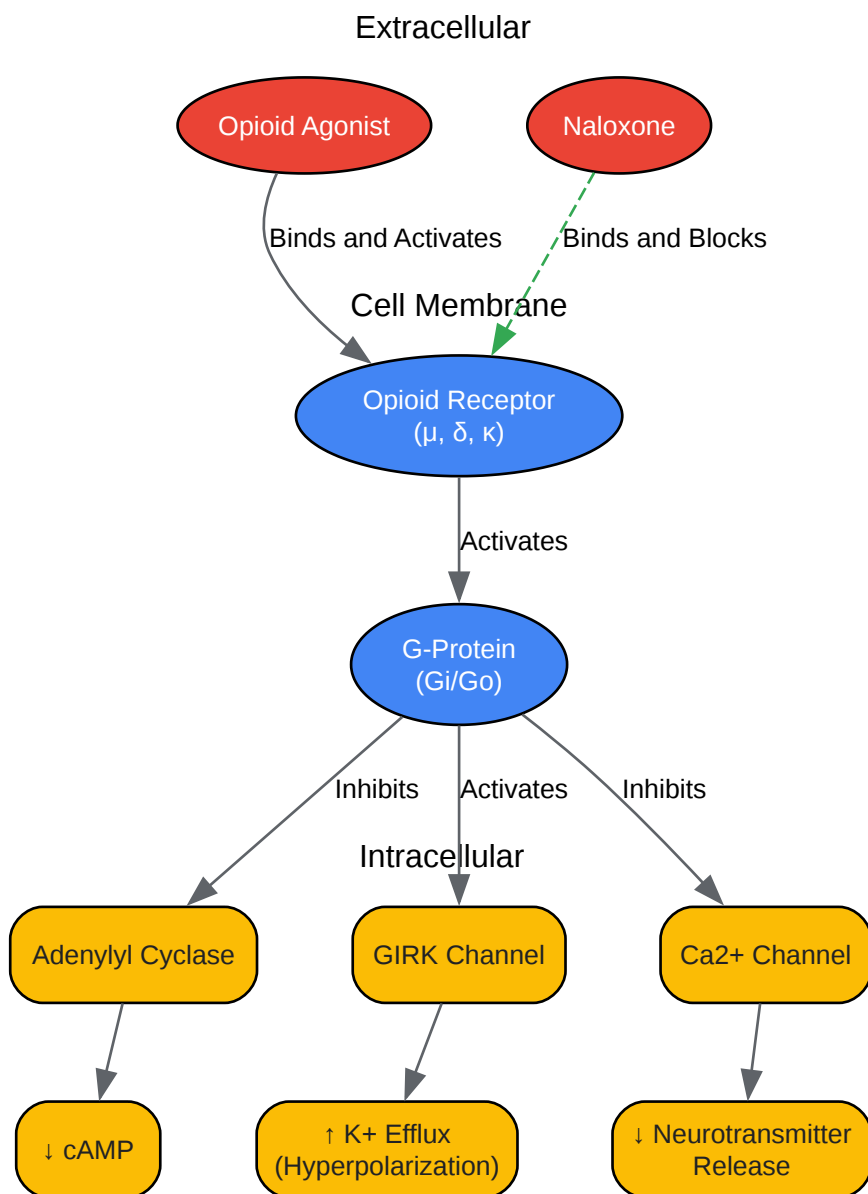 Extracellular
Opioid Agonist
Naloxone
Binds and Activates
Binds and Blocks
Cell Membrane
Opioid Receptor
(μ, δ, κ)
Activates
G-Protein
(Gi/Go)
Inhibits
Activates
Inhibits
Intracellular
Adenylyl Cyclase
GIRK Channel
Ca2+ Channel
↓ cAMP
↑ K+ Efflux
(Hyperpolarization)
↓ Neurotransmitter
Release